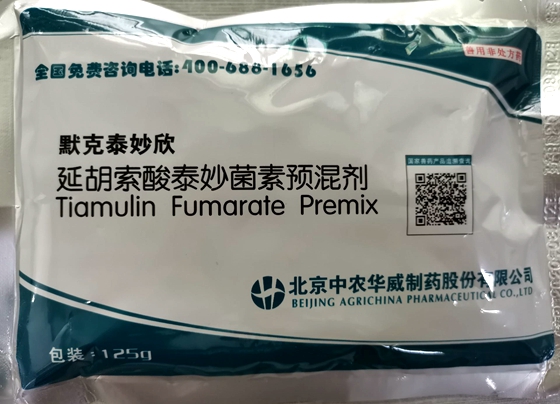 兽用非处方药
全国免费咨询电话:400-688-1656
默克泰妙欣
延胡索酸泰妙菌素预混剂
Tiamulin Fumarate Premix
北京中农华威制药股份有限公司
BEIJING AGRICHINA PHARMACEUTICAL CO.,LTD
包装:125g